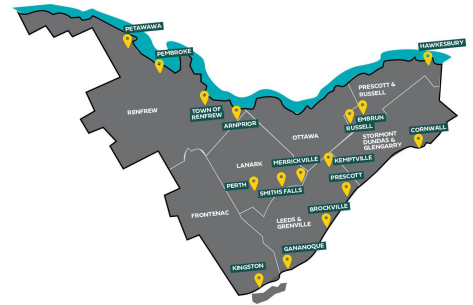 PETAWAWA
HAWKESBURY
PEMBROKE
PRESCOTT &
RUSSELL
RENFREW
TOWN OF
RENFREW
ARNPRIOR
EMBRUN
RUSSELL
CORNWALL
OTTAWA
STORMONT
DUNDAS &
GLENGARRY
LANARK
MERRICKVILLE
KEMPTVILLE
PERTH
SMITHS FALLS
PRESCOTT
FRONTENAC
BROCKVILLE
LEEDS &
GRENVILLE
GANANOQUE
KINGSTON